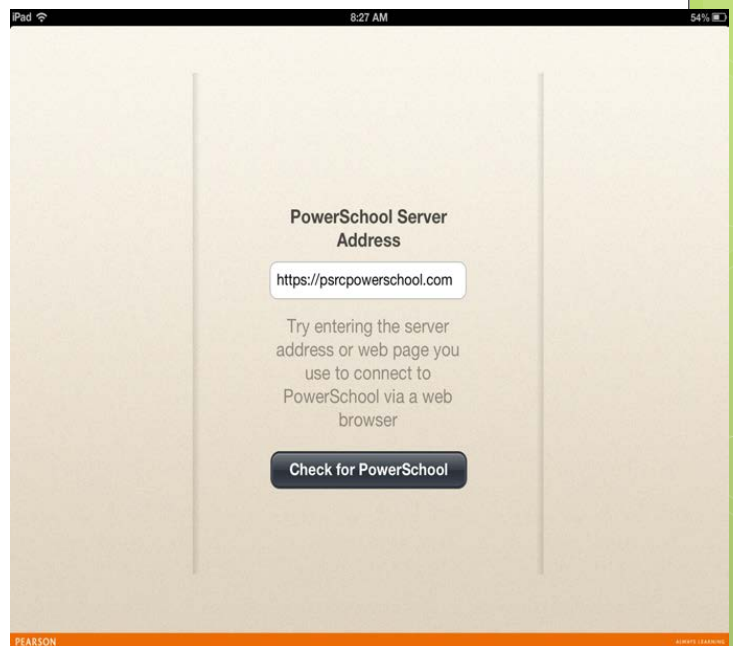 iPad 8:27 AM 54%
PowerSchool Server
Address
https://psrcpowerschool.com
Try entering the server
address or web page you
use to connect to
PowerSchool via a web
browser
Check for PowerSchool
PEARSON ALWAYS LEARNING